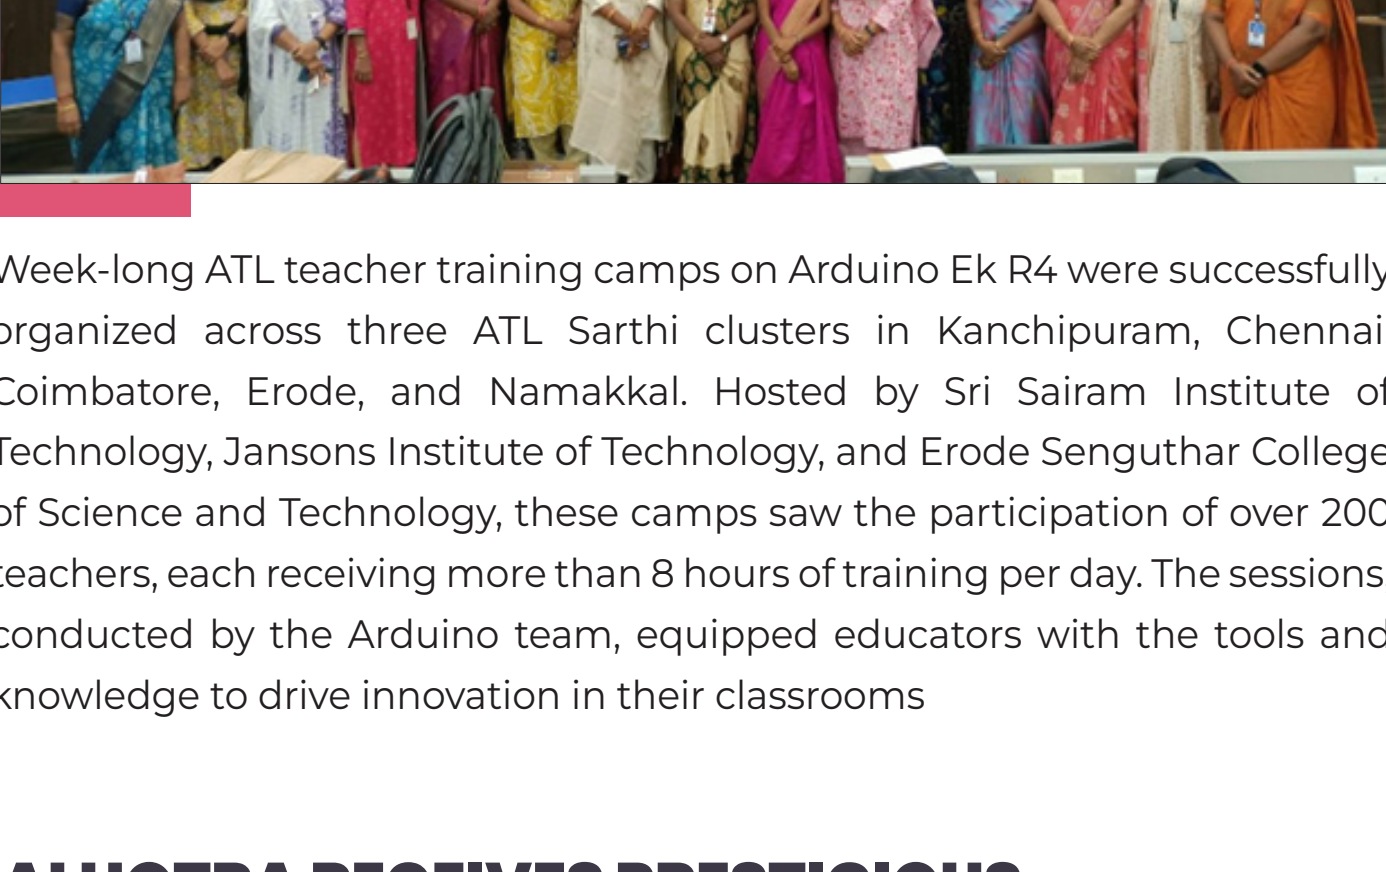 Week-long ATL teacher training camps on Arduino Ek R4 were successfully
organized across three ATL Sarthi clusters in Kanchipuram, Chennai
Coimbatore, Erode, and Namakkal. Hosted by Sri Sairam Institute of
Technology, Jansons Institute of Technology, and Erode Senguthar College
of Science and Technology, these camps saw the participation of over 200
teachers, each receiving more than 8 hours of training per day. The sessions
conducted by the Arduino team, equipped educators with the tools and
knowledge to drive innovation in their classrooms
RECEIVES PRESTIGIOUS